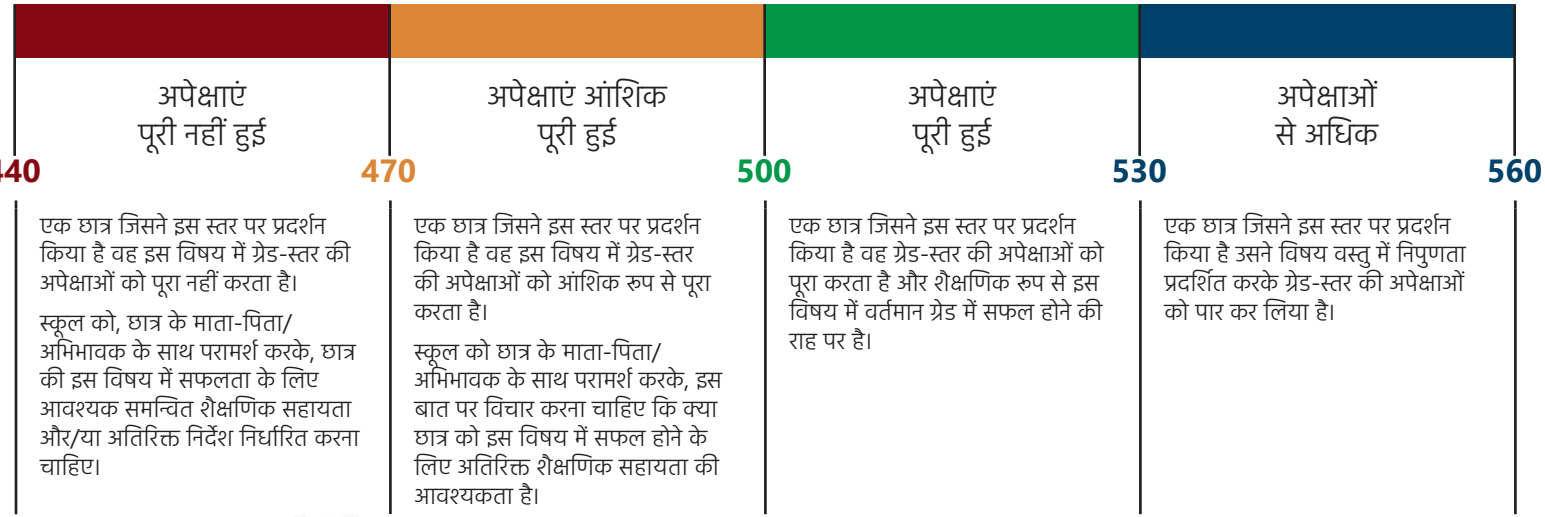 अपेक्षाएं
पूरी नहीं हुई
अपेक्षाएं आंशिक
पूरी हुई
अपेक्षाएं
पूरी हुई
अपेक्षाओं
से अधिक
440
470
500
530
560
एक छात्र जिसने इस स्तर पर प्रदर्शन
किया है वह इस विषय में ग्रेड-स्तर की
अपेक्षाओं को पूरा नहीं करता है।
स्कूल को, छात्र के माता-पिता/
अभिभावक के साथ परामर्श करके, छात्र
की इस विषय में सफलता के लिए
आवश्यक समन्वित शैक्षणिक सहायता
और/या अतिरिक्त निर्देश निर्धारित करना
चाहिए।
एक छात्र जिसने इस स्तर पर प्रदर्शन
किया है वह इस विषय में ग्रेड-स्तर
की अपेक्षाओं को आंशिक रूप से पूरा
करता है।
स्कूल को छात्र के माता-पिता/
अभिभावक के साथ परामर्श करके, इस
बात पर विचार करना चाहिए कि क्या
छात्र को इस विषय में सफल होने के
लिए अतिरिक्त शैक्षणिक सहायता की
आवश्यकता है।
एक छात्र जिसने इस स्तर पर प्रदर्शन
किया है वह ग्रेड-स्तर की अपेक्षाओं को
पूरा करता है और शैक्षणिक रूप से इस
विषय में वर्तमान ग्रेड में सफल होने की
राह पर है।
एक छात्र जिसने इस स्तर पर प्रदर्शन
किया है उसने विषय वस्तु में निपुणता
प्रदर्शित करके ग्रेड-स्तर की अपेक्षाओं
को पार कर लिया है।